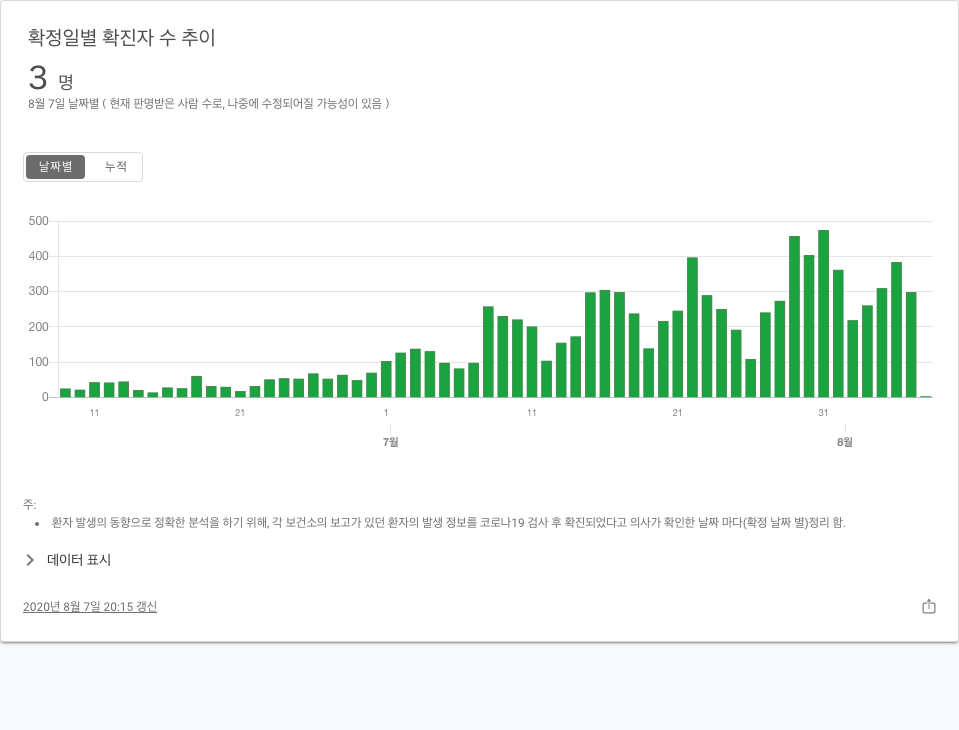 확정일별 확진자 수 추이
3 명
8월 7일 날짜별 ( 현재 판명받은 사람 수로, 나중에 수정되어질 가능성이 있음 )
날짜별 누적
500
400
300
200
100
0
11 21 1 11 21 31
7월 8월
주:
• 환자 발생의 동향으로 정확한 분석을 하기 위해, 각 보건소의 보고가 있던 환자의 발생 정보를 코로나19 검사 후 확진되었다고 의사가 확인한 날짜 마다(확정 날짜 별)정리 함.
데이터 표시
2020년 8월 7일 20:15 갱신